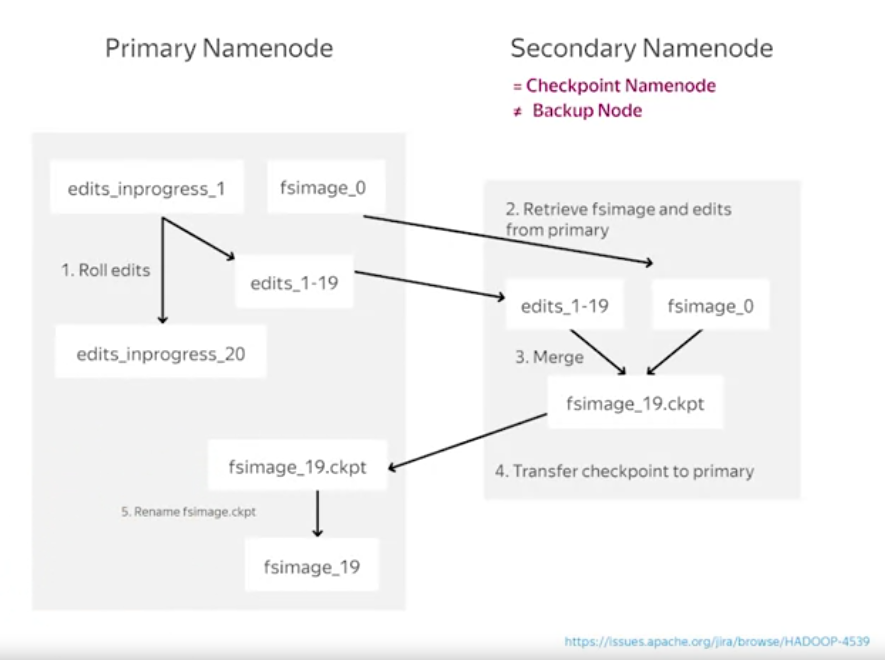 Primary Namenode
Secondary Namenode
= Checkpoint Namenode
≠ Backup Node
edits_inprogress_1
fsimage_0
1. Roll edits
edits_1-19
edits_inprogress_20
2. Retrieve fsimage and edits
from primary
edits_1-19
fsimage_0
3. Merge
fsimage_19.ckpt
4. Transfer checkpoint to primary
fsimage_19.ckpt
5. Rename fsimage.ckpt
fsimage_19
https://issues.apache.org/jira/browse/HADOOP-4539